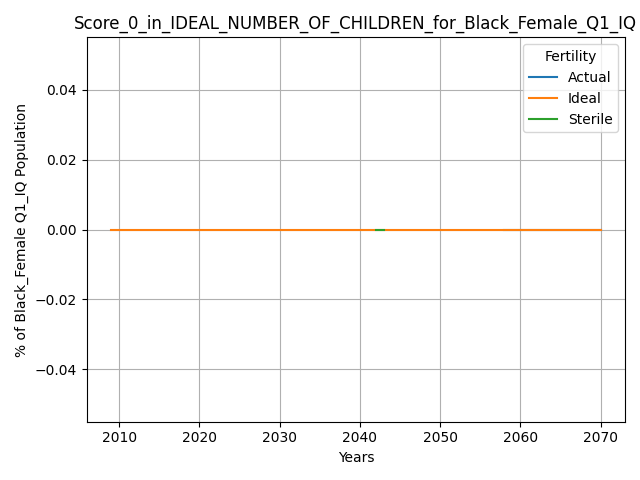 Score_0_in_IDEAL_NUMBER_OF_CHILDREN_for_Black_Female_Q1_IQ
Fertility
Actual
Ideal
Sterile
% of Black_Female Q1_IQ Population
0.04
0.02
0.00
−0.02
−0.04
2010 2020 2030 2040 2050 2060 2070
Years